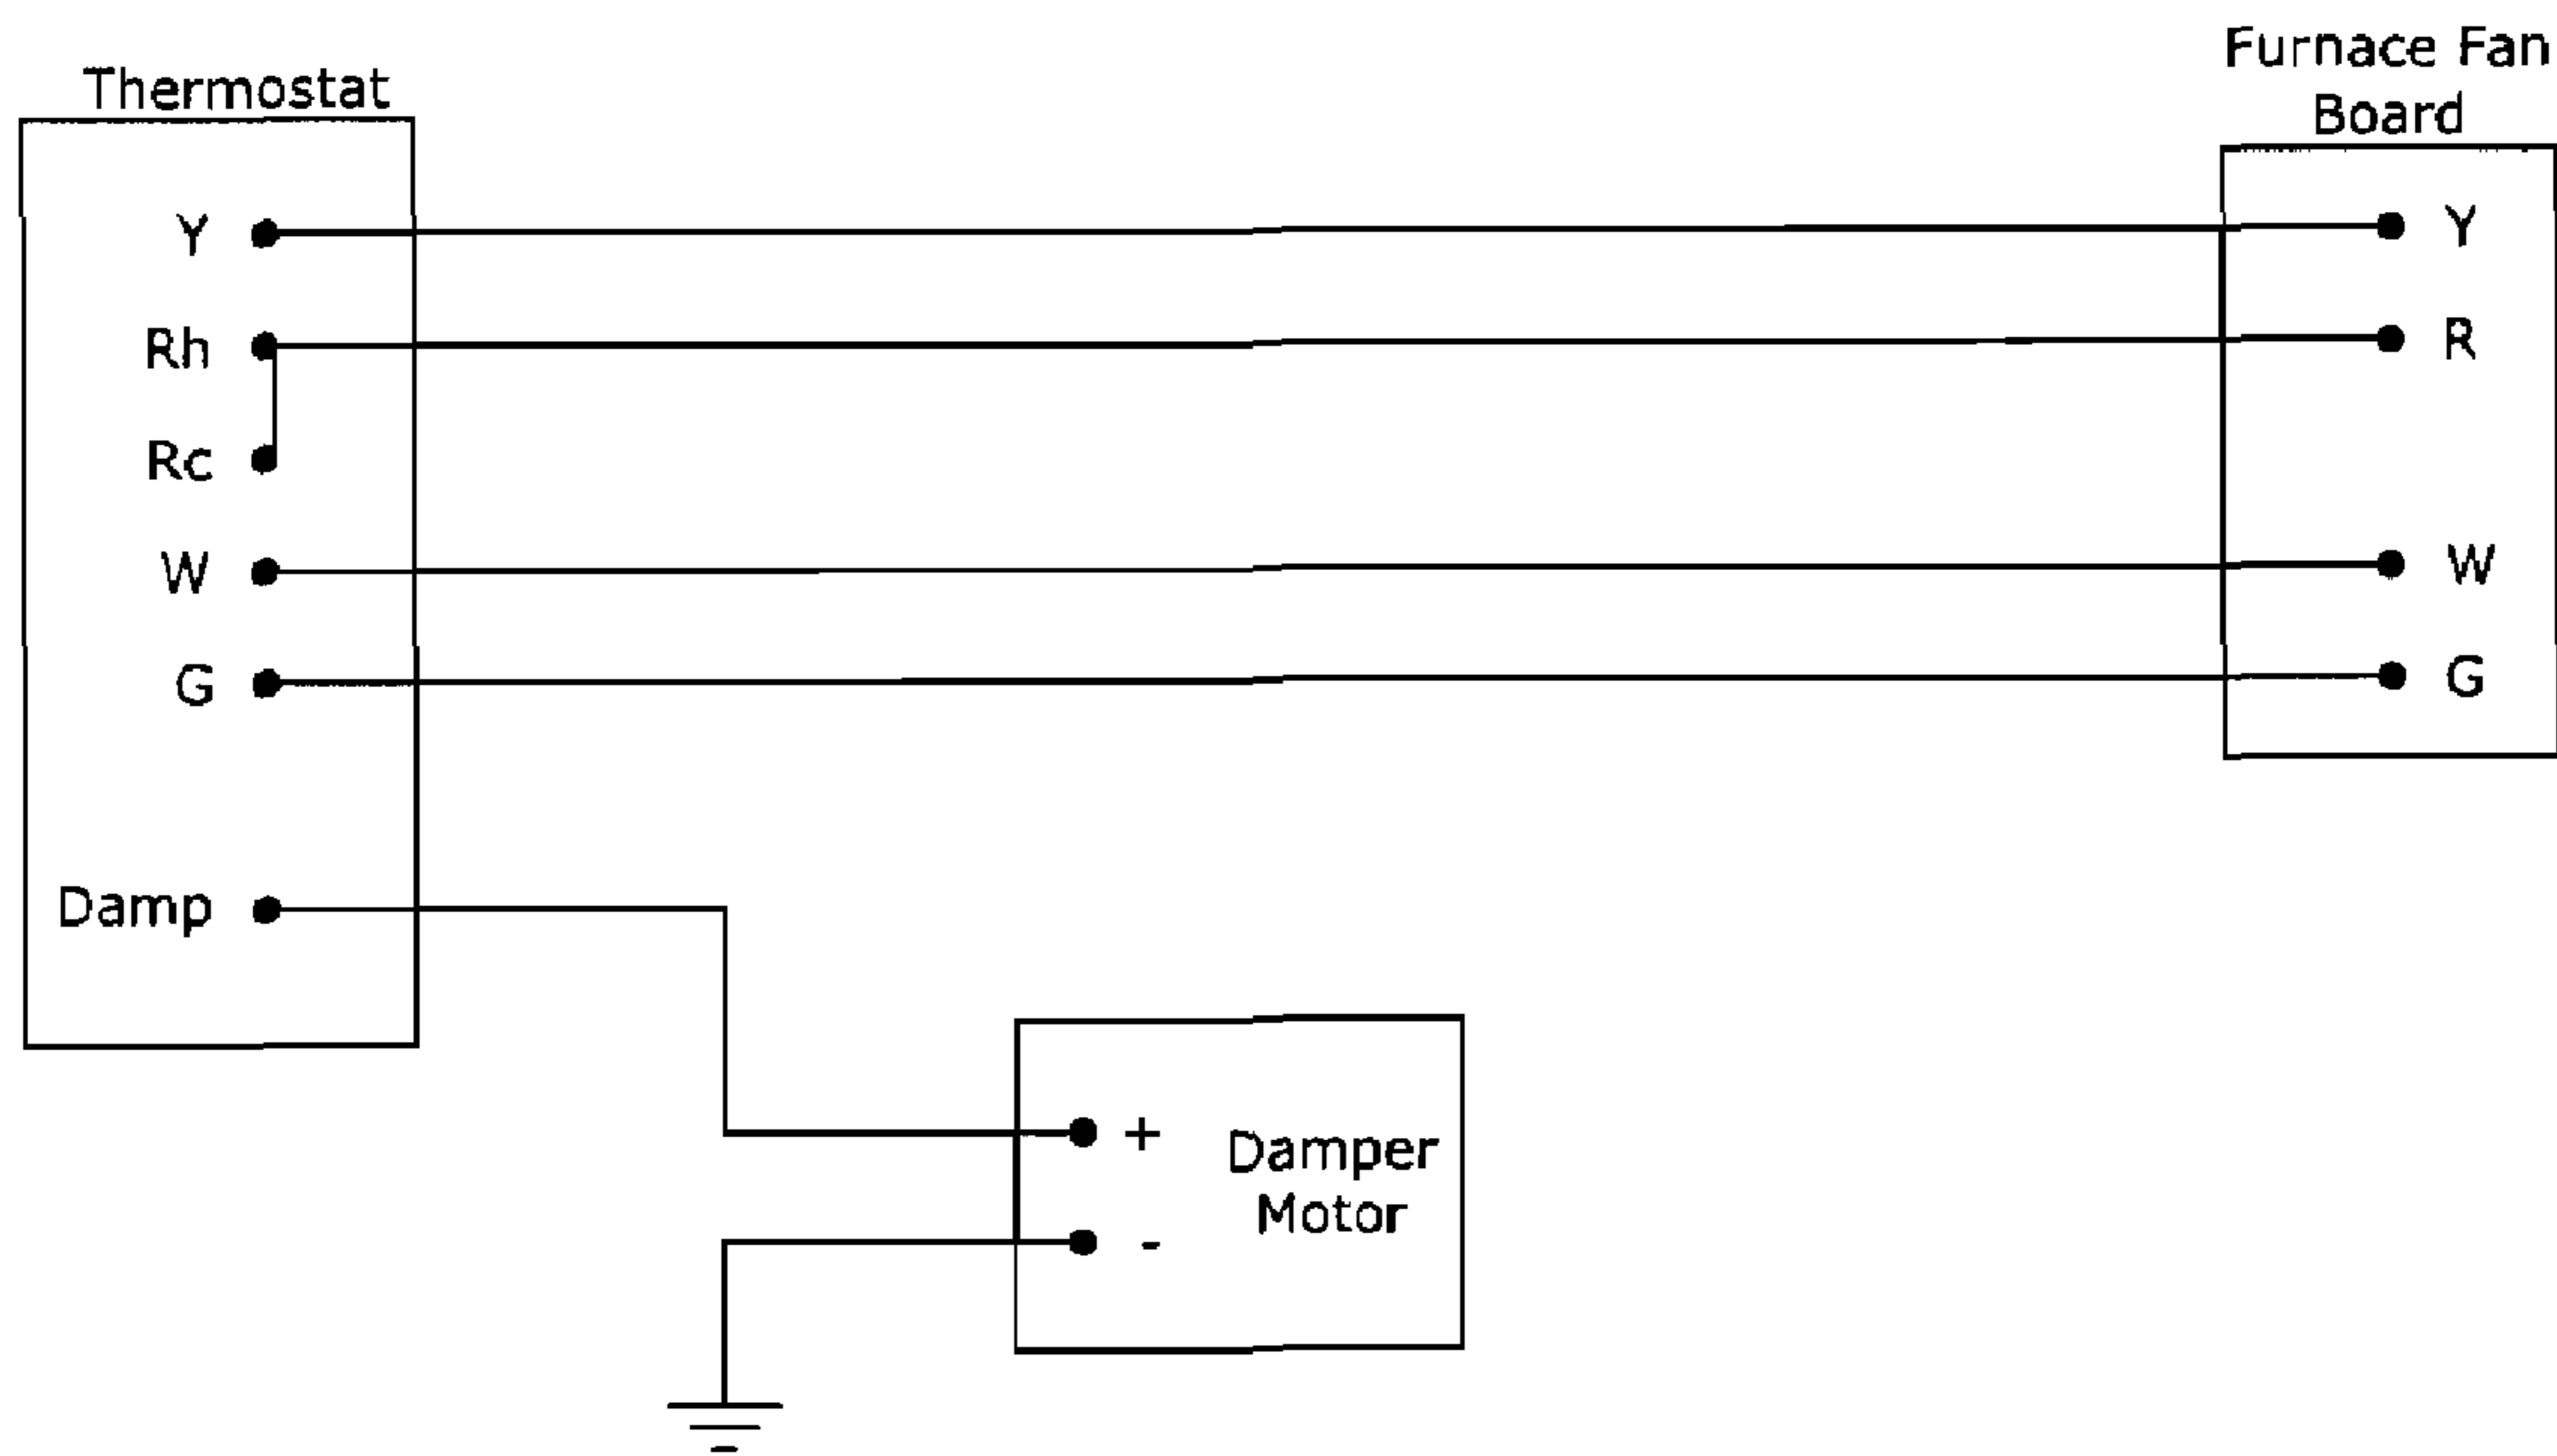 Thermostat
Y
Rh
Rc
W
G
Damp
Furnace Fan
Board
Y
R
W
G
+
-
Damper
Motor